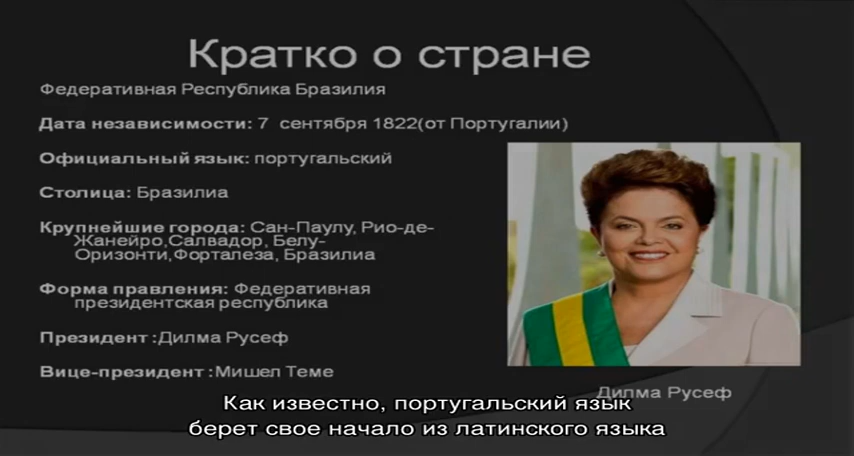 Кратко о стране
Федеративная Республика Бразилия
Дата независимости: 7 сентября 1822(от Португалии)
Официальный язык: португальский
Столица: Бразилиа
Крупнейшие города: Сан-Паулу, Рио-де-
Жанейро,Салвадор, Белу-
Оризонти,Форталеза, Бразилиа
Форма правления: Федеративная
президентская республика
Президент :Дилма Русеф
Вице-президент :Мишел Теме
Дилма Русеф
Как известно, португальский язык
берет свое начало из латинского языка